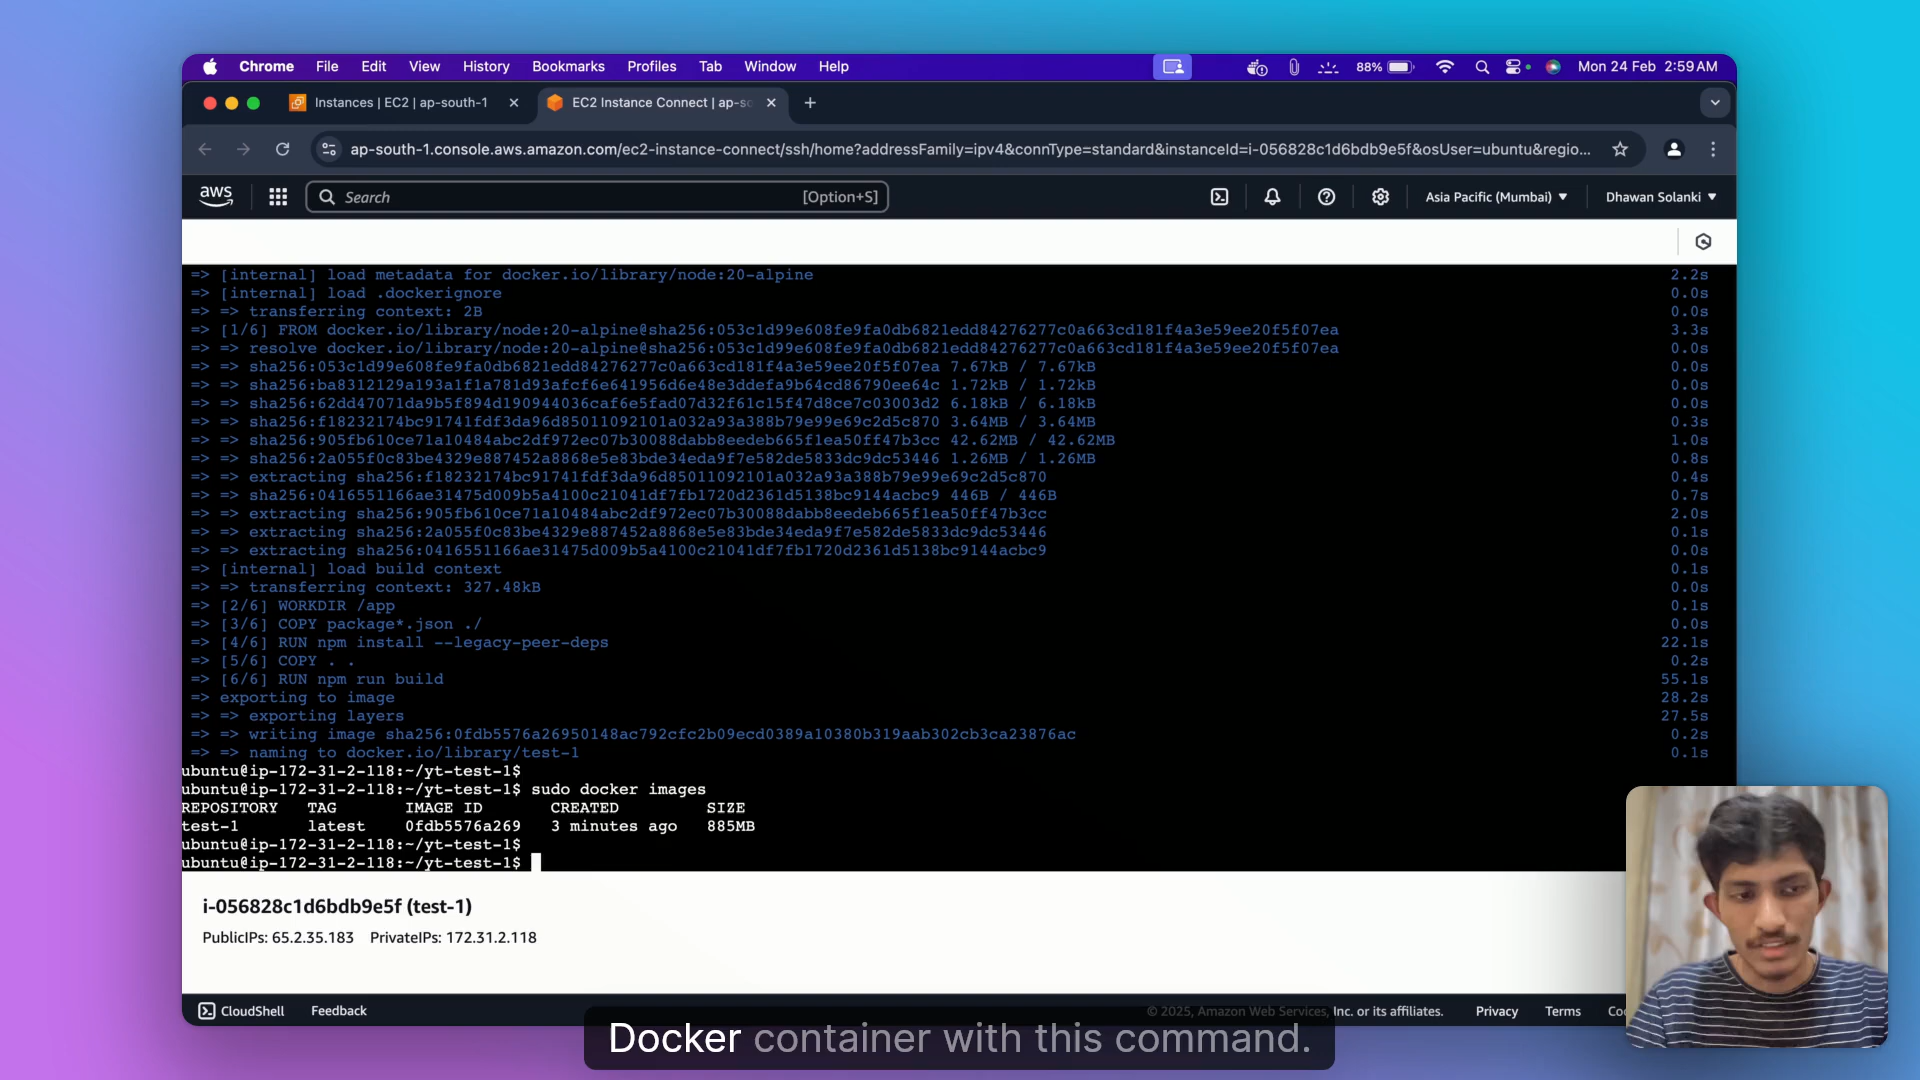 Chrome File Edit View History Bookmarks Profiles Tab Window Help 88% Mon 24 Feb 2:59 AM
Instances | EC2 | ap-south-1 EC2 Instance Connect | ap-so
ap-south-1.console.aws.amazon.com/ec2-instance-connect/ssh/home?addressFamily=ipv4&connType=standard&instanceId=i-056828c1d6bdb9e5f&osUser=ubuntu&regio...
aws Search [Option+S] Asia Pacific (Mumbai) Dhawan Solanki
=> [internal] load metadata for docker.io/library/node:20-alpine 2.2s
=> [internal] load .dockerignore 0.0s
=> => transferring context: 2B 0.0s
=> [1/6] FROM docker.io/library/node:20-alpine@sha256:053c1d99e608fe9fa0db6821edd84276277c0a663cd181f4a3e59ee20f5f07ea 3.3s
=> => resolve docker.io/library/node:20-alpine@sha256:053c1d99e608fe9fa0db6821edd84276277c0a663cd181f4a3e59ee20f5f07ea 0.0s
=> => sha256:053c1d99e608fe9fa0db6821edd84276277c0a663cd181f4a3e59ee20f5f07ea 7.67kB / 7.67kB 0.0s
=> => sha256:ba8312129a193a1f1a781d93afcf6e641956d6e48e3ddefa9b64cd86790ee64c 1.72kB / 1.72kB 0.0s
=> => sha256:62dd47071da9b5f894d190944036caf6e5fad07d32f61c15f47d8ce7c03003d2 6.18kB / 6.18kB 0.0s
=> => sha256:f18232174bc91741fdf3da96d85011092101a032a93a388b79e99e69c2d5c870 3.64MB / 3.64MB 0.3s
=> => sha256:905fb610ce71a10484abc2df972ec07b30088dabb8eedeb665f1ea50ff47b3cc 42.62MB / 42.62MB 1.0s
=> => sha256:2a055f0c83be4329e887452a8868e5e83bde34eda9f7e582de5833dc9dc53446 1.26MB / 1.26MB 0.8s
=> => extracting sha256:f18232174bc91741fdf3da96d85011092101a032a93a388b79e99e69c2d5c870 0.4s
=> => sha256:0416551166ae31475d009b5a4100c21041df7fb1720d2361d5138bc9144acbc9 446B / 446B 0.7s
=> => extracting sha256:905fb610ce71a10484abc2df972ec07b30088dabb8eedeb665f1ea50ff47b3cc 2.0s
=> => extracting sha256:2a055f0c83be4329e887452a8868e5e83bde34eda9f7e582de5833dc9dc53446 0.1s
=> => extracting sha256:0416551166ae31475d009b5a4100c21041df7fb1720d2361d5138bc9144acbc9 0.0s
=> [internal] load build context 0.1s
=> => transferring context: 327.48kB 0.0s
=> [2/6] WORKDIR /app 0.1s
=> [3/6] COPY package*.json ./ 0.0s
=> [4/6] RUN npm install --legacy-peer-deps 22.1s
=> [5/6] COPY . . 0.2s
=> [6/6] RUN npm run build 55.1s
=> exporting to image 28.2s
=> => exporting layers 27.5s
=> => writing image sha256:0fdb5576a26950148ac792cfc2b09ecd0389a10380b319aab302cb3ca23876ac 0.2s
=> => naming to docker.io/library/test-1 0.1s
ubuntu@ip-172-31-2-118:~/yt-test-1$
ubuntu@ip-172-31-2-118:~/yt-test-1$ sudo docker images
REPOSITORY TAG IMAGE ID CREATED SIZE
test-1 latest 0fdb5576a269 3 minutes ago 885MB
ubuntu@ip-172-31-2-118:~/yt-test-1$
ubuntu@ip-172-31-2-118:~/yt-test-1$
i-056828c1d6bdb9e5f (test-1)
PublicIPs: 65.2.35.183 PrivateIPs: 172.31.2.118
CloudShell Feedback © 2025, Amazon Web Services, Inc. or its affiliates. Privacy Terms Coo
Docker container with this command.